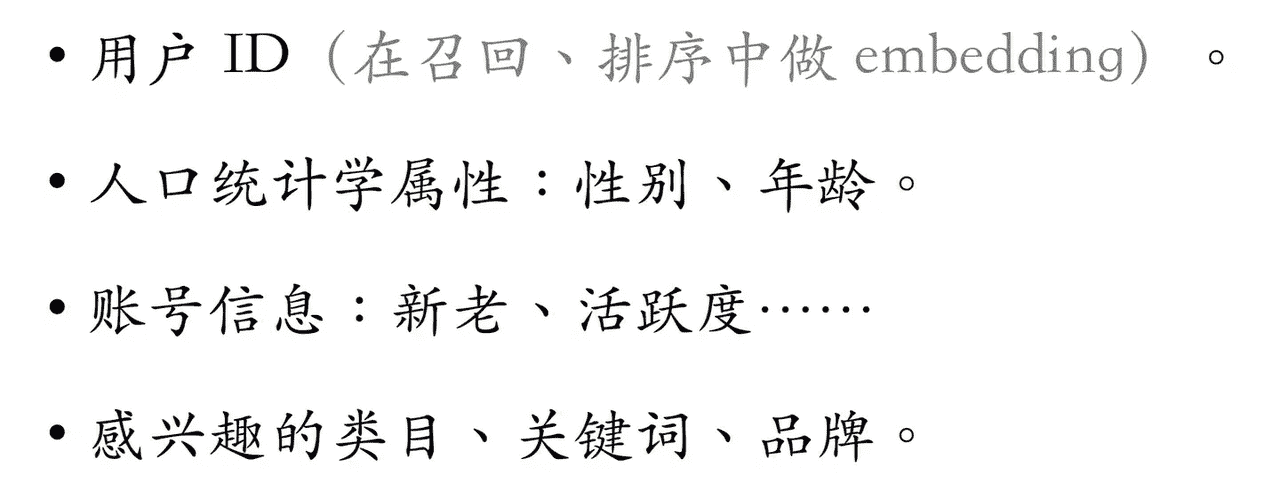 • 用户 ID（在召回、排序中做 embedding）。
• 人口统计学属性：性别、年龄。
• 账号信息：新老、活跃度……
• 感兴趣的类目、关键词、品牌。